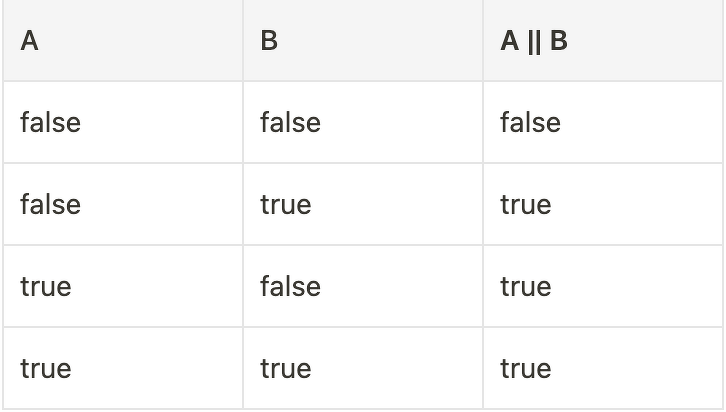 A B A || B
false false false
false true true
true false true
true true true